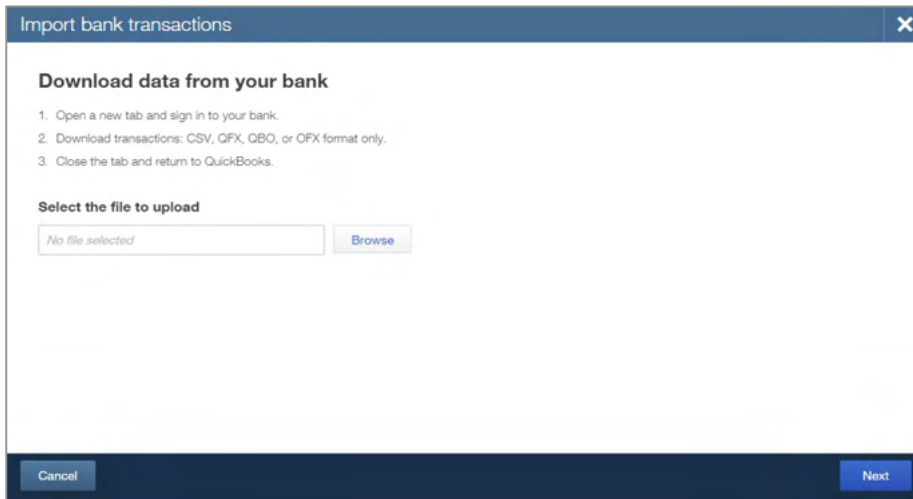 Import bank transactions
Download data from your bank
1. Open a new tab and sign in to your bank.
2. Download transactions: CSV, QFX, QBO, or OFX format only.
3. Close the tab and return to QuickBooks.
Select the file to upload
No file selected
Browse
Cancel
Next